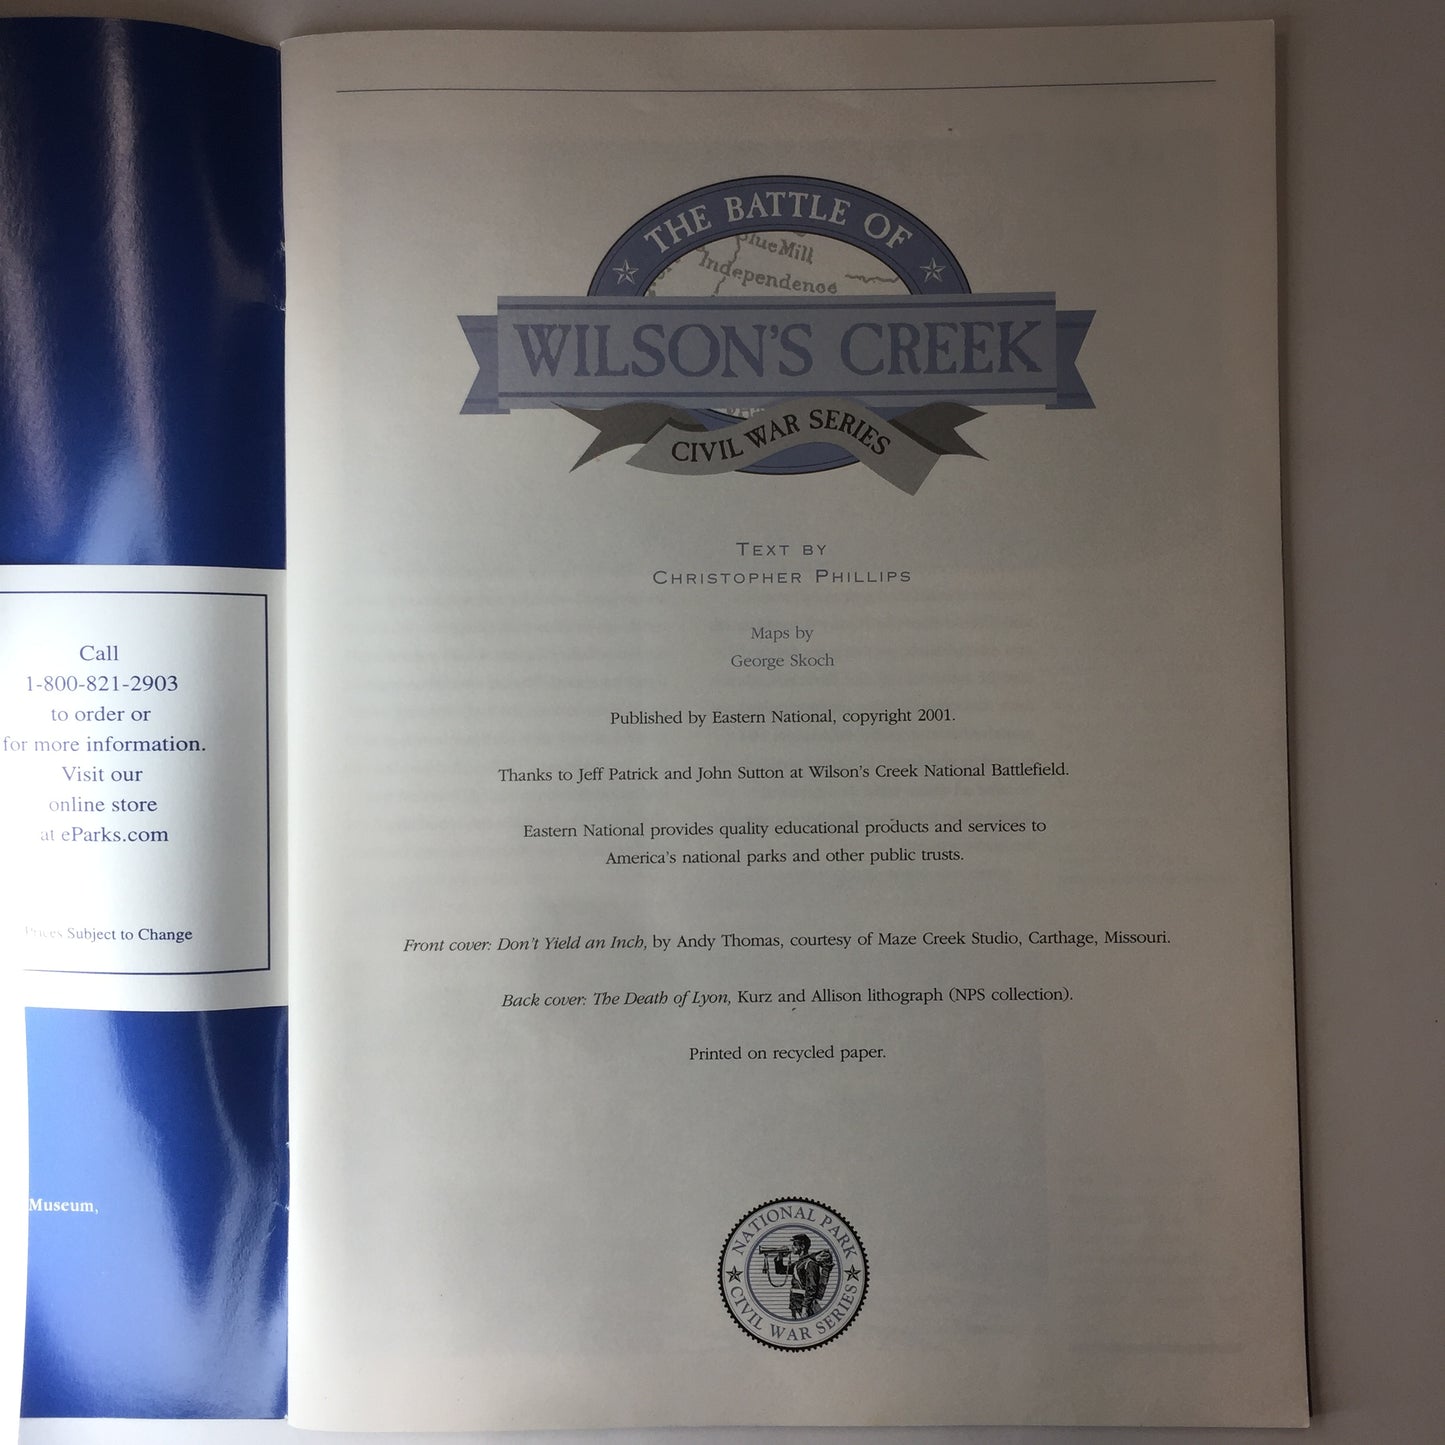 Call
1-800-821-2903
to order or
for more information.
Visit our
online store
at eParks.com
Prices Subject to Change
Museum,
THE BATTLE OF
BlueMill
Independence
WILSON'S CREEK
CIVIL WAR SERIES
TEXT BY
CHRISTOPHER PHILLIPS
Maps by
George Skoch
Published by Eastern National, copyright 2001.
Thanks to Jeff Patrick and John Sutton at Wilson's Creek National Battlefield.
Eastern National provides quality educational products and services to
America's national parks and other public trusts.
Front cover: Don't Yield an Inch, by Andy Thomas, courtesy of Maze Creek Studio, Carthage, Missouri.
Back cover: The Death of Lyon, Kurz and Allison lithograph (NPS collection).
Printed on recycled paper.
NATIONAL PARK
CIVIL WAR SERIES